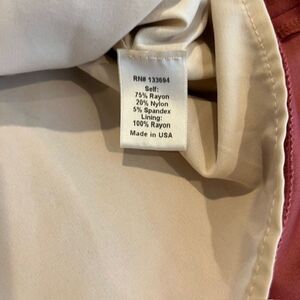 RN# 133694
Self:
75% Rayon
20% Nylon
5% Spandex
Lining:
100% Rayon
Made in USA